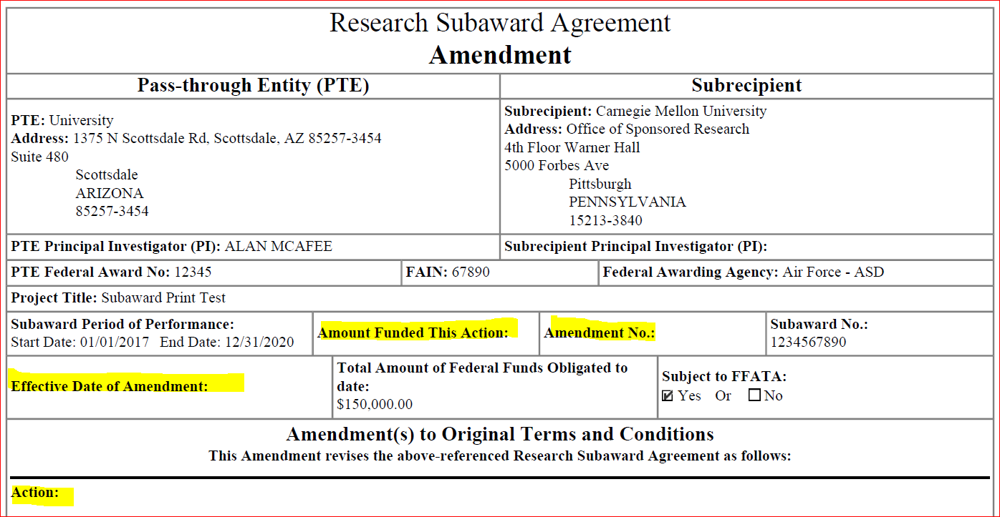 Research Subaward Agreement
Amendment
Pass-through Entity (PTE)
Subrecipient
PTE: University
Address: 1375 N Scottsdale Rd, Scottsdale, AZ 85257-3454
Suite 480
Scottsdale
ARIZONA
85257-3454
Subrecipient: Carnegie Mellon University
Address: Office of Sponsored Research
4th Floor Warner Hall
5000 Forbes Ave
Pittsburgh
PENNSYLVANIA
15213-3840
PTE Principal Investigator (PI): ALAN MCAFEE
Subrecipient Principal Investigator (PI):
PTE Federal Award No: 12345
FAIN: 67890
Federal Awarding Agency: Air Force - ASD
Project Title: Subaward Print Test
Subaward Period of Performance:
Start Date: 01/01/2017 End Date: 12/31/2020
Amount Funded This Action:
Amendment No.:
Subaward No.:
1234567890
Effective Date of Amendment:
Total Amount of Federal Funds Obligated to
date:
$150,000.00
Subject to FFATA:
Yes Or No
Amendment(s) to Original Terms and Conditions
This Amendment revises the above-referenced Research Subaward Agreement as follows:
Action: